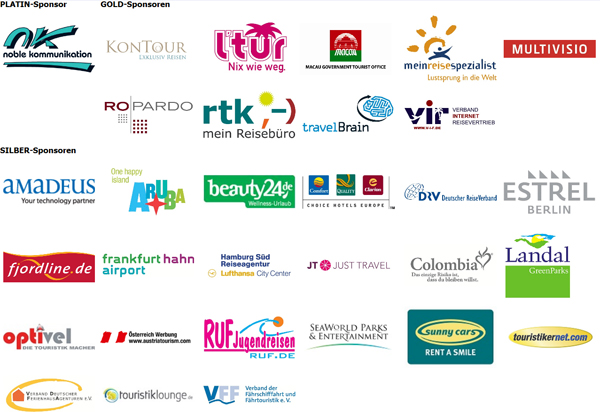 PLATIN-Sponsor
GOLD-Sponsoren
nk
noble kommunikation
KONTOUR
EXKLUSIV REISEN
l'tur
Nix wie weg.
MACAU
MACAU GOVERNMENT TOURIST OFFICE
meinreisespezialist
Lustsprung in die Welt
MULTIVISIO
ROPARDO
rtk ;-)
mein Reisebüro
travelBrain
vir
WWW.V-I-R.DE
VERBAND
INTERNET
REISEVERTRIEB
SILBER-Sponsoren
amadeus
Your technology partner
One happy
island
ARUBA
beauty24.de
Wellness-Urlaub
Comfort
QUALITY
Clarion
CHOICE HOTELS EUROPE
TM
DRV Deutscher ReiseVerband
ESTREL
BERLIN
fjordline.de
frankfurt hahn
airport
Hamburg Süd
Reiseagentur
Lufthansa City Center
JT JUST TRAVEL
Colombia
Das einzige Risiko ist,
dass du bleiben willst.
Landal
GreenParks
optivel
DIE TOURISTIK MACHER
Österreich Werbung
www.austriatourism.com
RUF Jugendreisen
RUF.DE
SEAWORLD PARKS
& ENTERTAINMENT
sunny cars
RENT A SMILE
touristikernet.com
VERBAND DEUTSCHER
FERIENHAUSAGENTUREN E.V.
touristiklounge.de
VFF
Verband der
Fährschiffahrt und
Fährtouristik e. V.